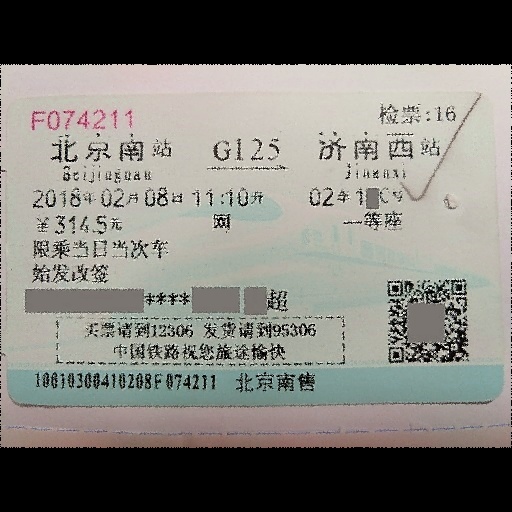 F074211 检票:16
北京南站 G125 济南西站
Beijingnan Jinanxi
2018年02月08日 11:10开 02车1 C号
¥314.5元 网 一等座
限乘当日当次车
始发改签
**** 超
买票请到12306 发货请到95306
中国铁路祝您旅途愉快
10010300410208F074211 北京南售